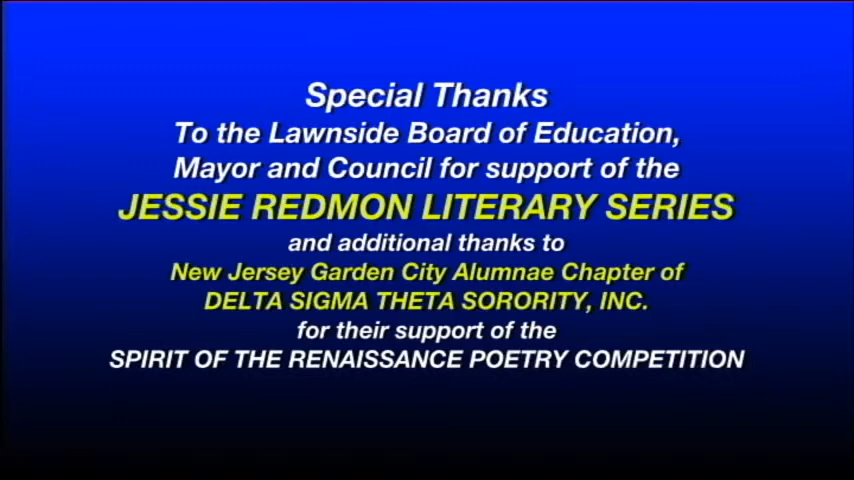 Special Thanks
To the Lawnside Board of Education,
Mayor and Council for support of the
JESSIE REDMON LITERARY SERIES
and additional thanks to
New Jersey Garden City Alumnae Chapter of
DELTA SIGMA THETA SORORITY, INC.
for their support of the
SPIRIT OF THE RENAISSANCE POETRY COMPETITION